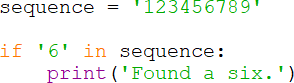 sequence = '123456789'
if '6' in sequence:
    print('Found a six.')